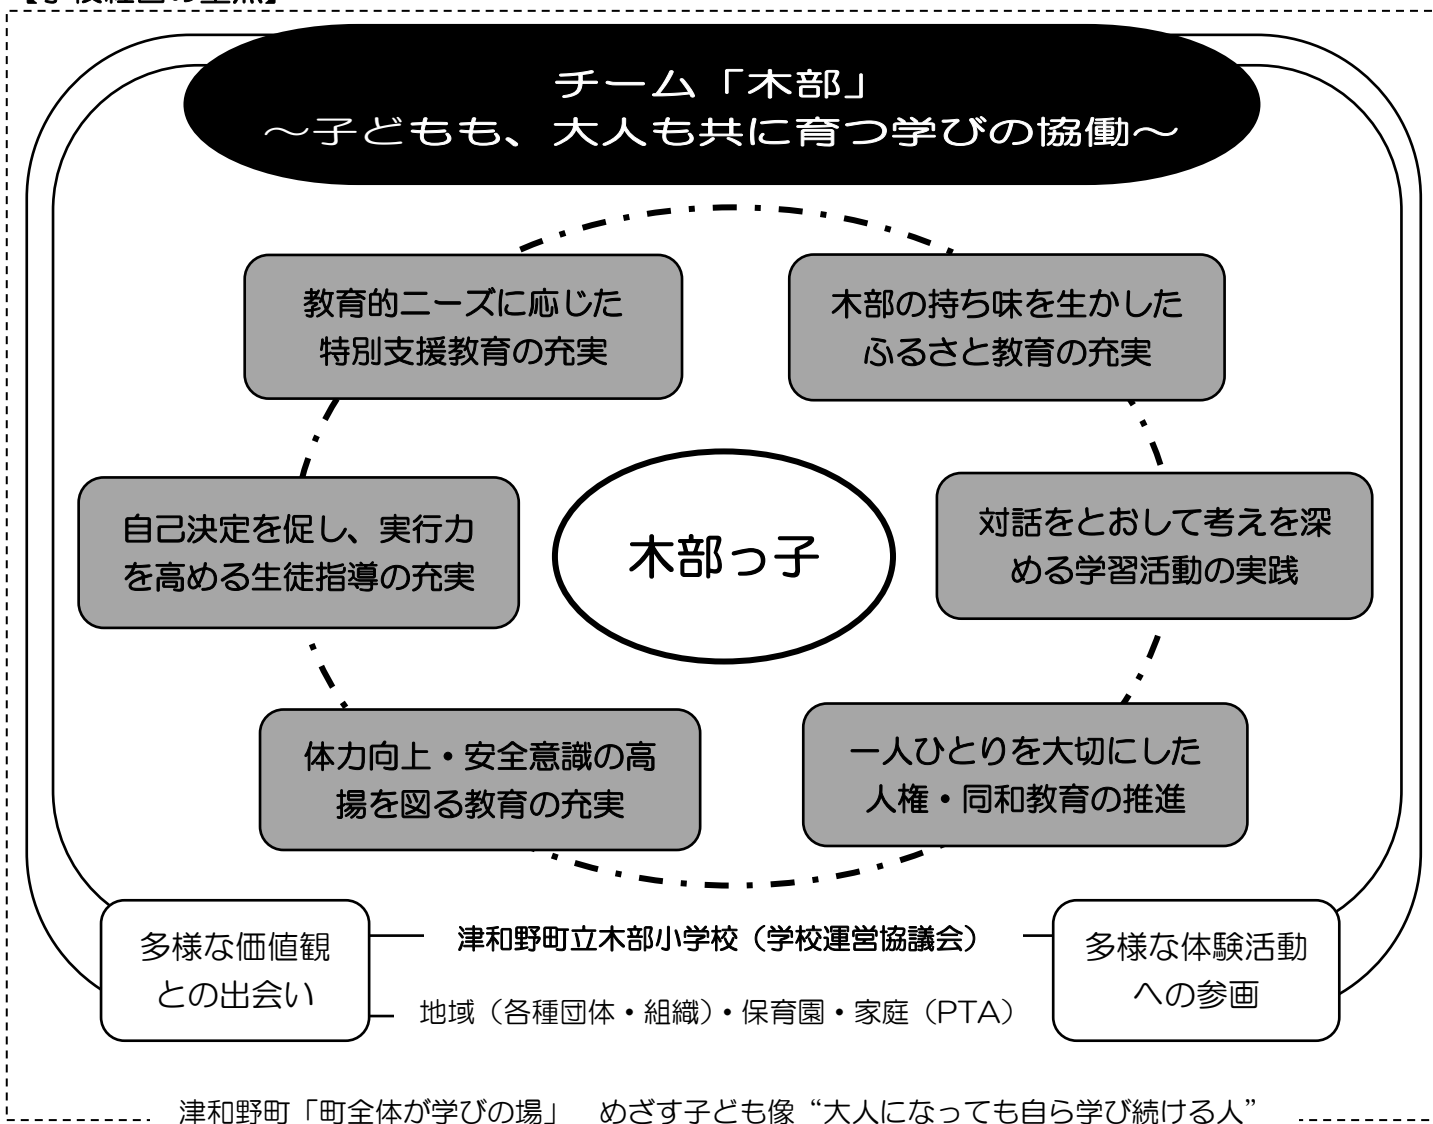 チーム「木部」
～子どもも、大人も共に育つ学びの協働～
教育的ニーズに応じた
特別支援教育の充実
木部の持ち味を生かした
ふるさと教育の充実
自己決定を促し、実行力
を高める生徒指導の充実
木部っ子
対話をとおして考えを深
める学習活動の実践
体力向上・安全意識の高
揚を図る教育の充実
一人ひとりを大切にした
人権・同和教育の推進
多様な価値観
との出会い
津和野町立木部小学校（学校運営協議会）
地域（各種団体・組織）・保育園・家庭（PTA）
多様な体験活動
への参画
津和野町「町全体が学びの場」　めざす子ども像“大人になっても自ら学び続ける人”